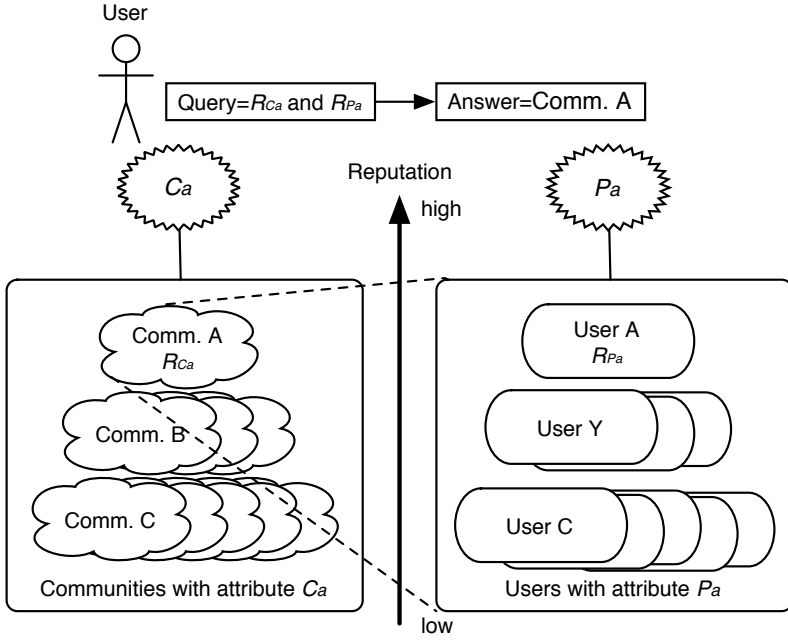 User
Query=RCa and RPa
Answer=Comm. A
Ca
Reputation
high
Pa
Comm. A
RCa
Comm. B
Comm. C
Communities with attribute Ca
User A
RPa
User Y
User C
Users with attribute Pa
low